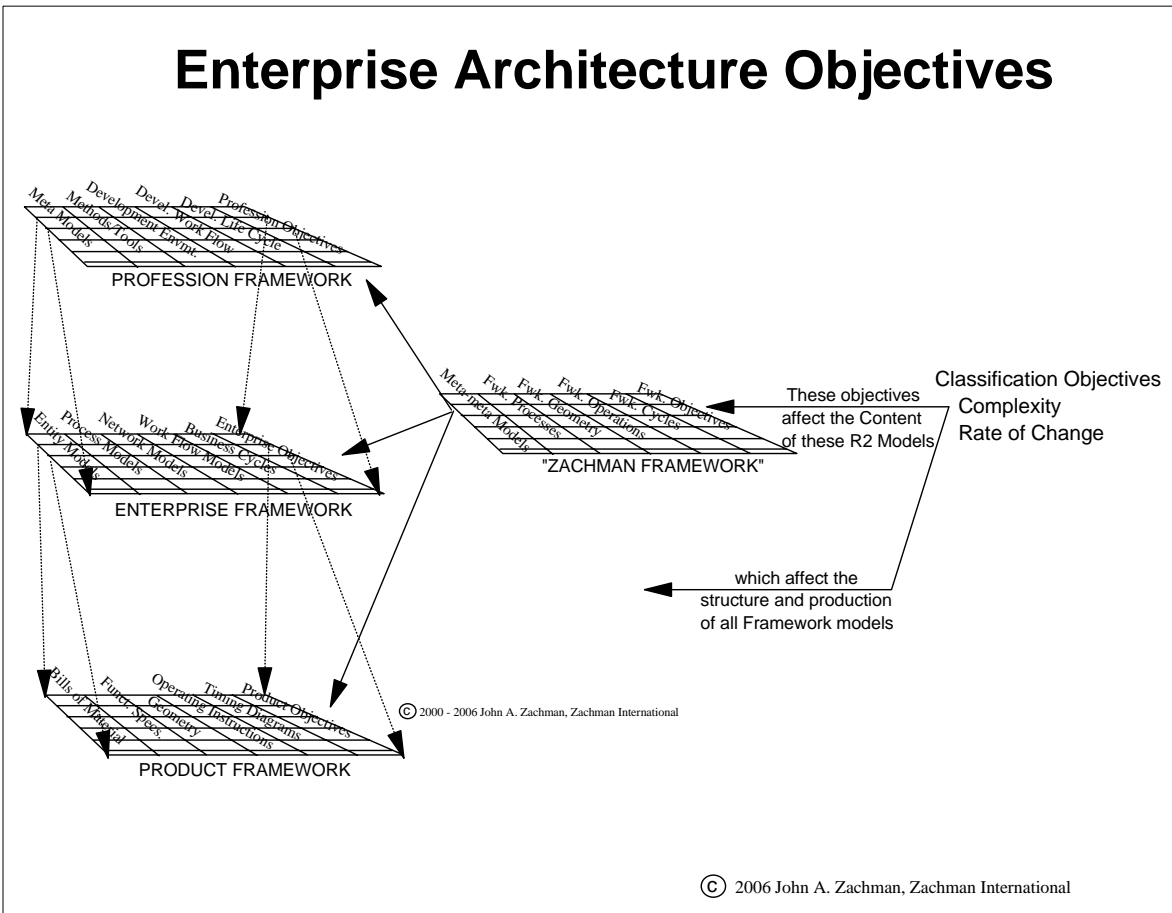 Enterprise Architecture Objectives
Meta Models
Methods/Tools
Development Envmt.
Devel. Work Flow
Devel. Life Cycle
Profession Objectives
PROFESSION FRAMEWORK
Meta-meta Models
Fwk. Processes
Fwk. Geometry
Fwk. Operations
Fwk. Cycles
Fwk. Objectives
"ZACHMAN FRAMEWORK"
These objectives
affect the Content
of these R2 Models
Classification Objectives
Complexity
Rate of Change
Entity Models
Process Models
Network Models
Work Flow Models
Business Cycles
Enterprise Objectives
ENTERPRISE FRAMEWORK
which affect the
structure and production
of all Framework models
Bills of Material
Funct. Specs.
Geometry
Operating Instructions
Timing Diagrams
Product Objectives
PRODUCT FRAMEWORK
© 2000 - 2006 John A. Zachman, Zachman International
© 2006 John A. Zachman, Zachman International